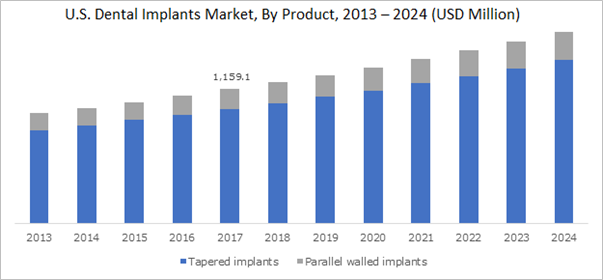 U.S. Dental Implants Market, By Product, 2013 – 2024 (USD Million)
1,159.1
2013 2014 2015 2016 2017 2018 2019 2020 2021 2022 2023 2024
Tapered implants Parallel walled implants